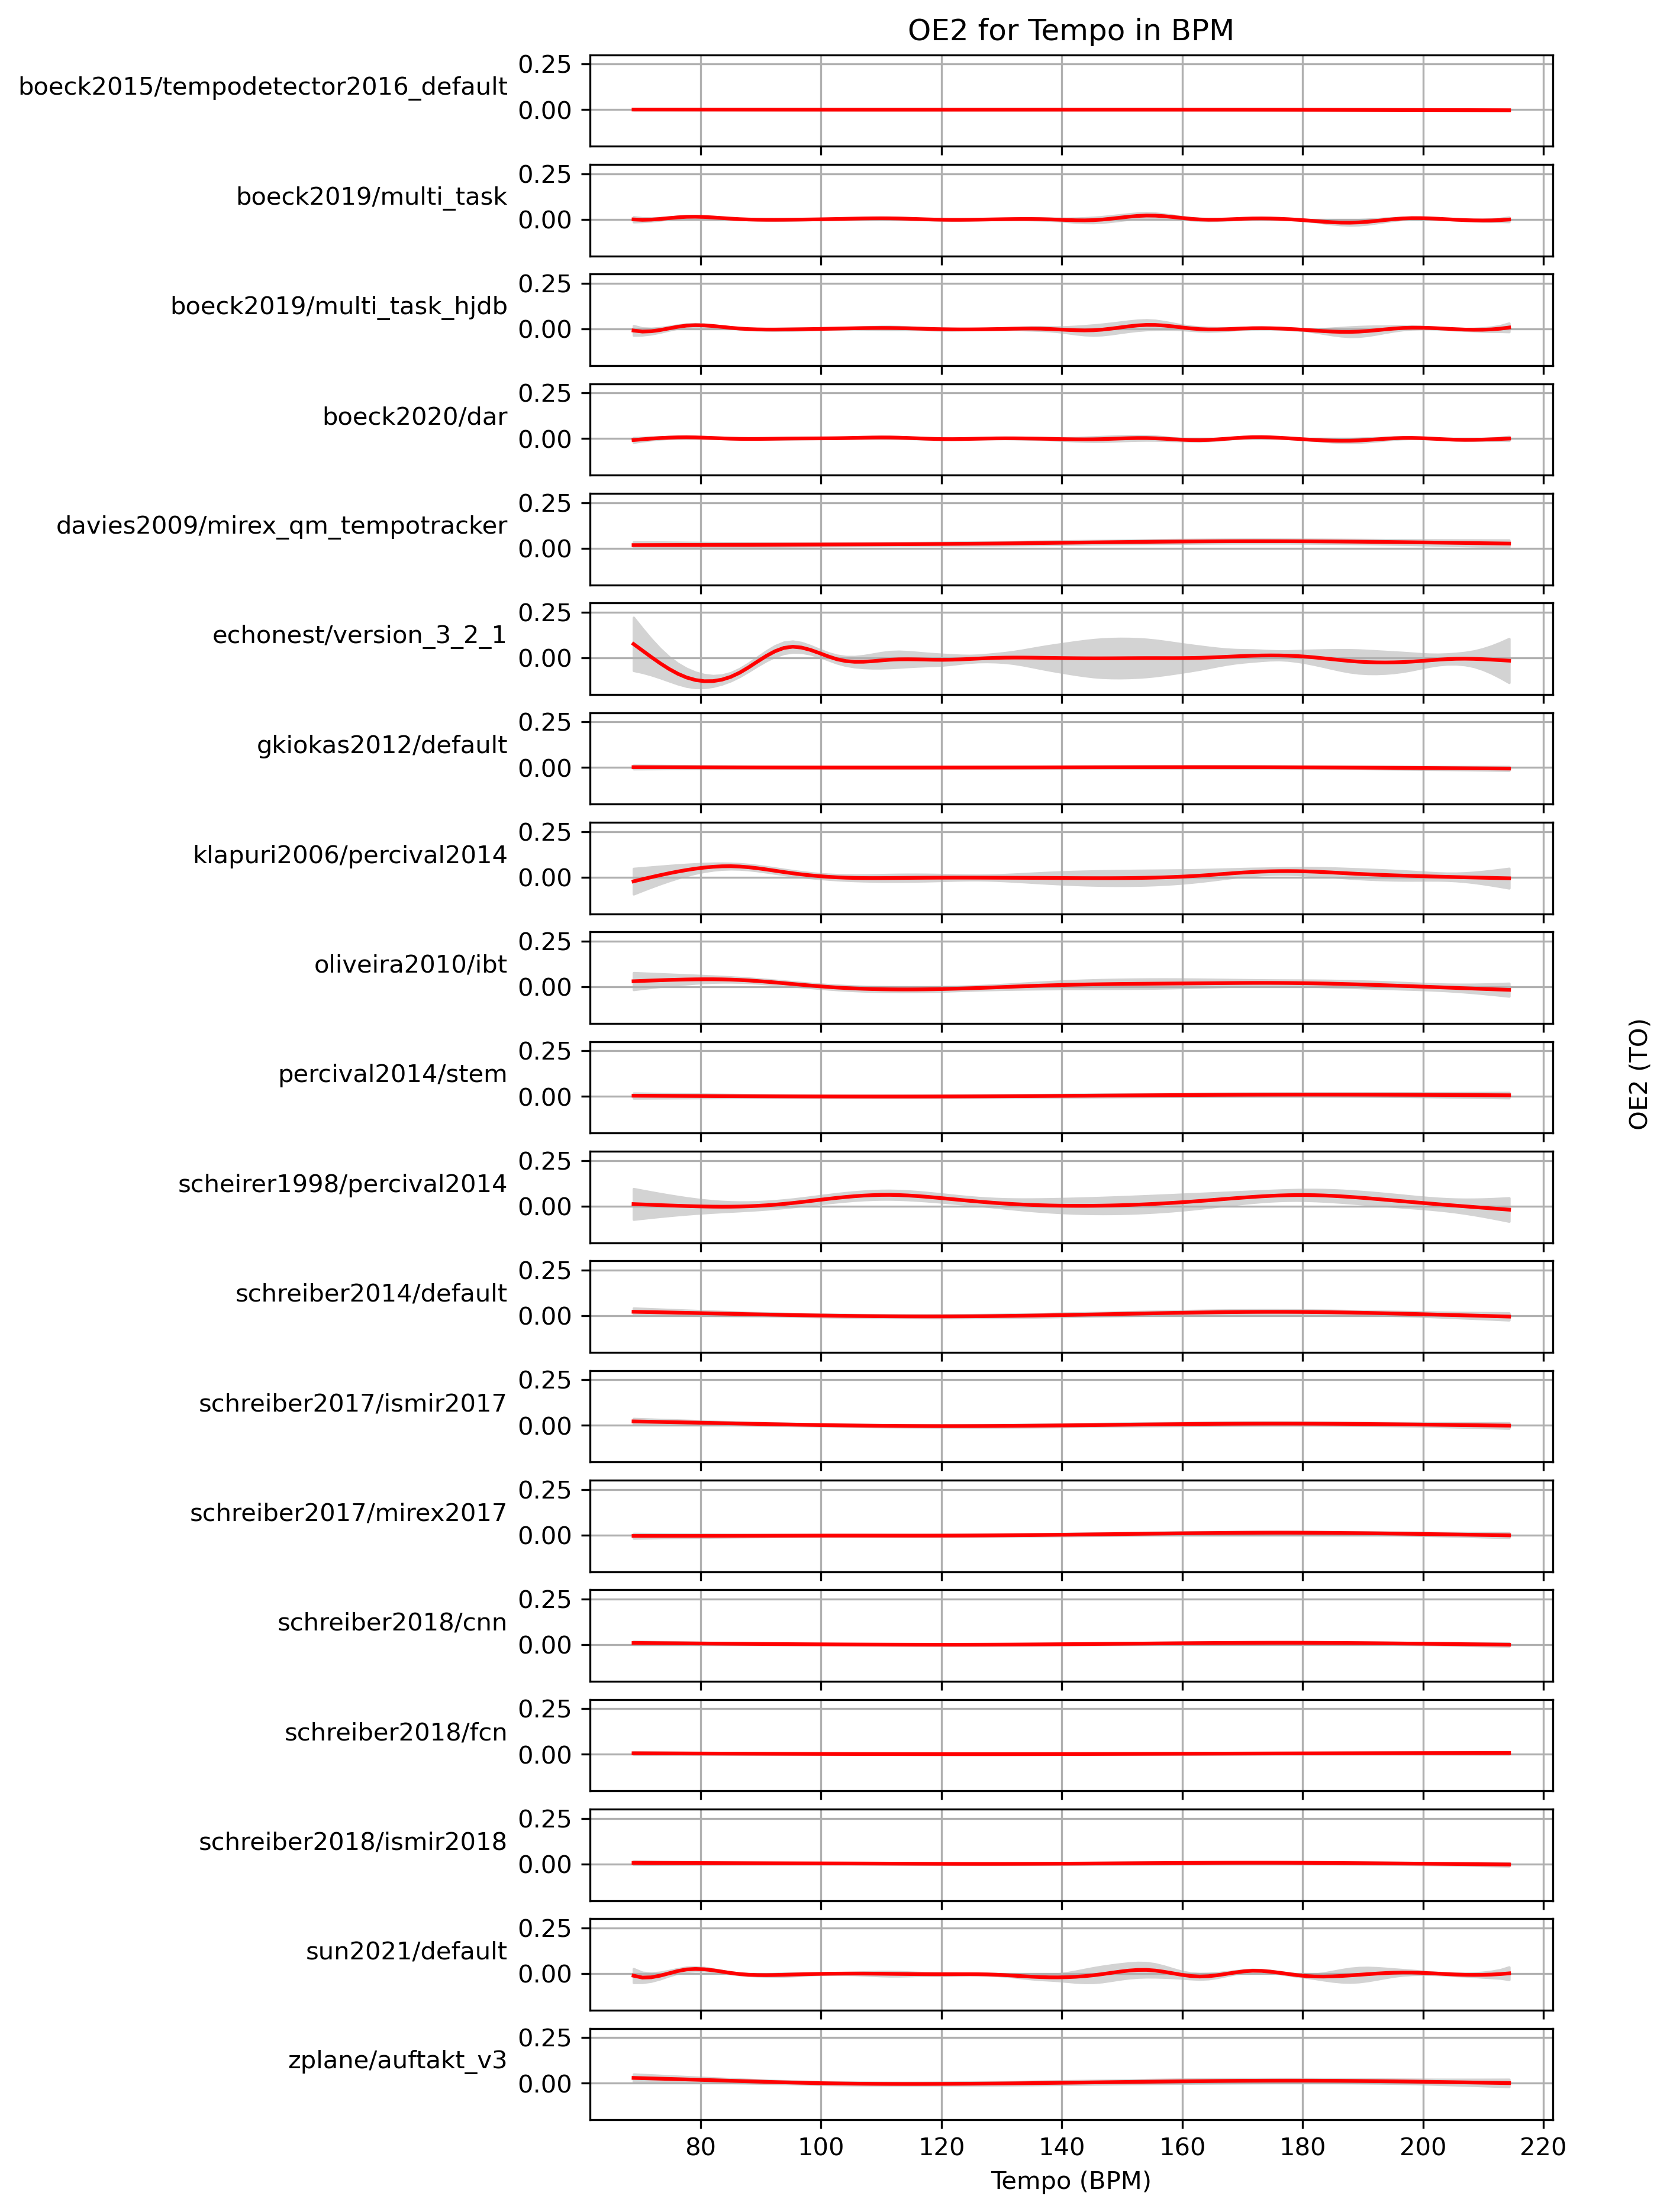 OE2 for Tempo in BPM
boeck2015/tempodetector2016_default
0.25
0.00
boeck2019/multi_task
0.25
0.00
boeck2019/multi_task_hjdb
0.25
0.00
boeck2020/dar
0.25
0.00
davies2009/mirex_qm_tempotracker
0.25
0.00
echonest/version_3_2_1
0.25
0.00
gkiokas2012/default
0.25
0.00
klapuri2006/percival2014
0.25
0.00
oliveira2010/ibt
0.25
0.00
percival2014/stem
0.25
0.00
scheirer1998/percival2014
0.25
0.00
schreiber2014/default
0.25
0.00
schreiber2017/ismir2017
0.25
0.00
schreiber2017/mirex2017
0.25
0.00
schreiber2018/cnn
0.25
0.00
schreiber2018/fcn
0.25
0.00
schreiber2018/ismir2018
0.25
0.00
sun2021/default
0.25
0.00
zplane/auftakt_v3
0.25
0.00
80 100 120 140 160 180 200 220
Tempo (BPM)
OE2 (TO)